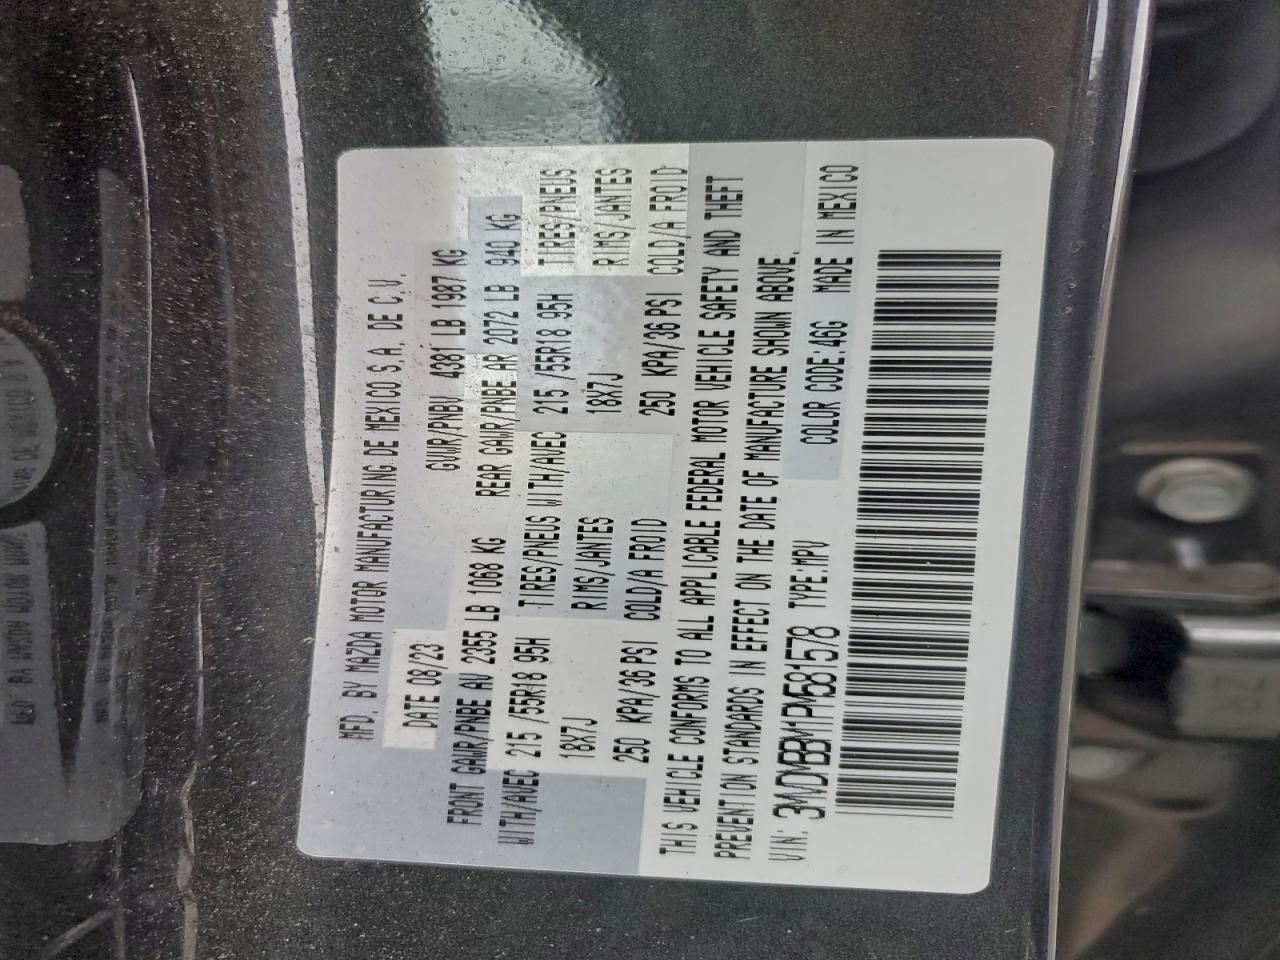 MFD. BY MAZDA MOTOR MANUFACTURING DE MEXICO S.A. DE C.V.
DATE 08/23 GVWR/PNBV 4381 LB 1987 KG
FRONT GAWR/PNBE AV 2355 LB 1068 KG REAR GAWR/PNBE AR 2072 LB 940 KG
WITH/AVEC 215 /55R18 95H TIRES/PNEUS WITH/AVEC 215 /55R18 95H TIRES/PNEUS
18X7J RIMS/JANTES 18X7J RIMS/JANTES
250 KPA/36 PSI COLD/A FROID 250 KPA/36 PSI COLD/A FROID
THIS VEHICLE CONFORMS TO ALL APPLICABLE FEDERAL MOTOR VEHICLE SAFETY AND THEFT
PREVENTION STANDARDS IN EFFECT ON THE DATE OF MANUFACTURE SHOWN ABOVE.
VIN: 3MVDMBBM1PM581578 TYPE:MPV COLOR CODE:46G MADE IN MEXICO